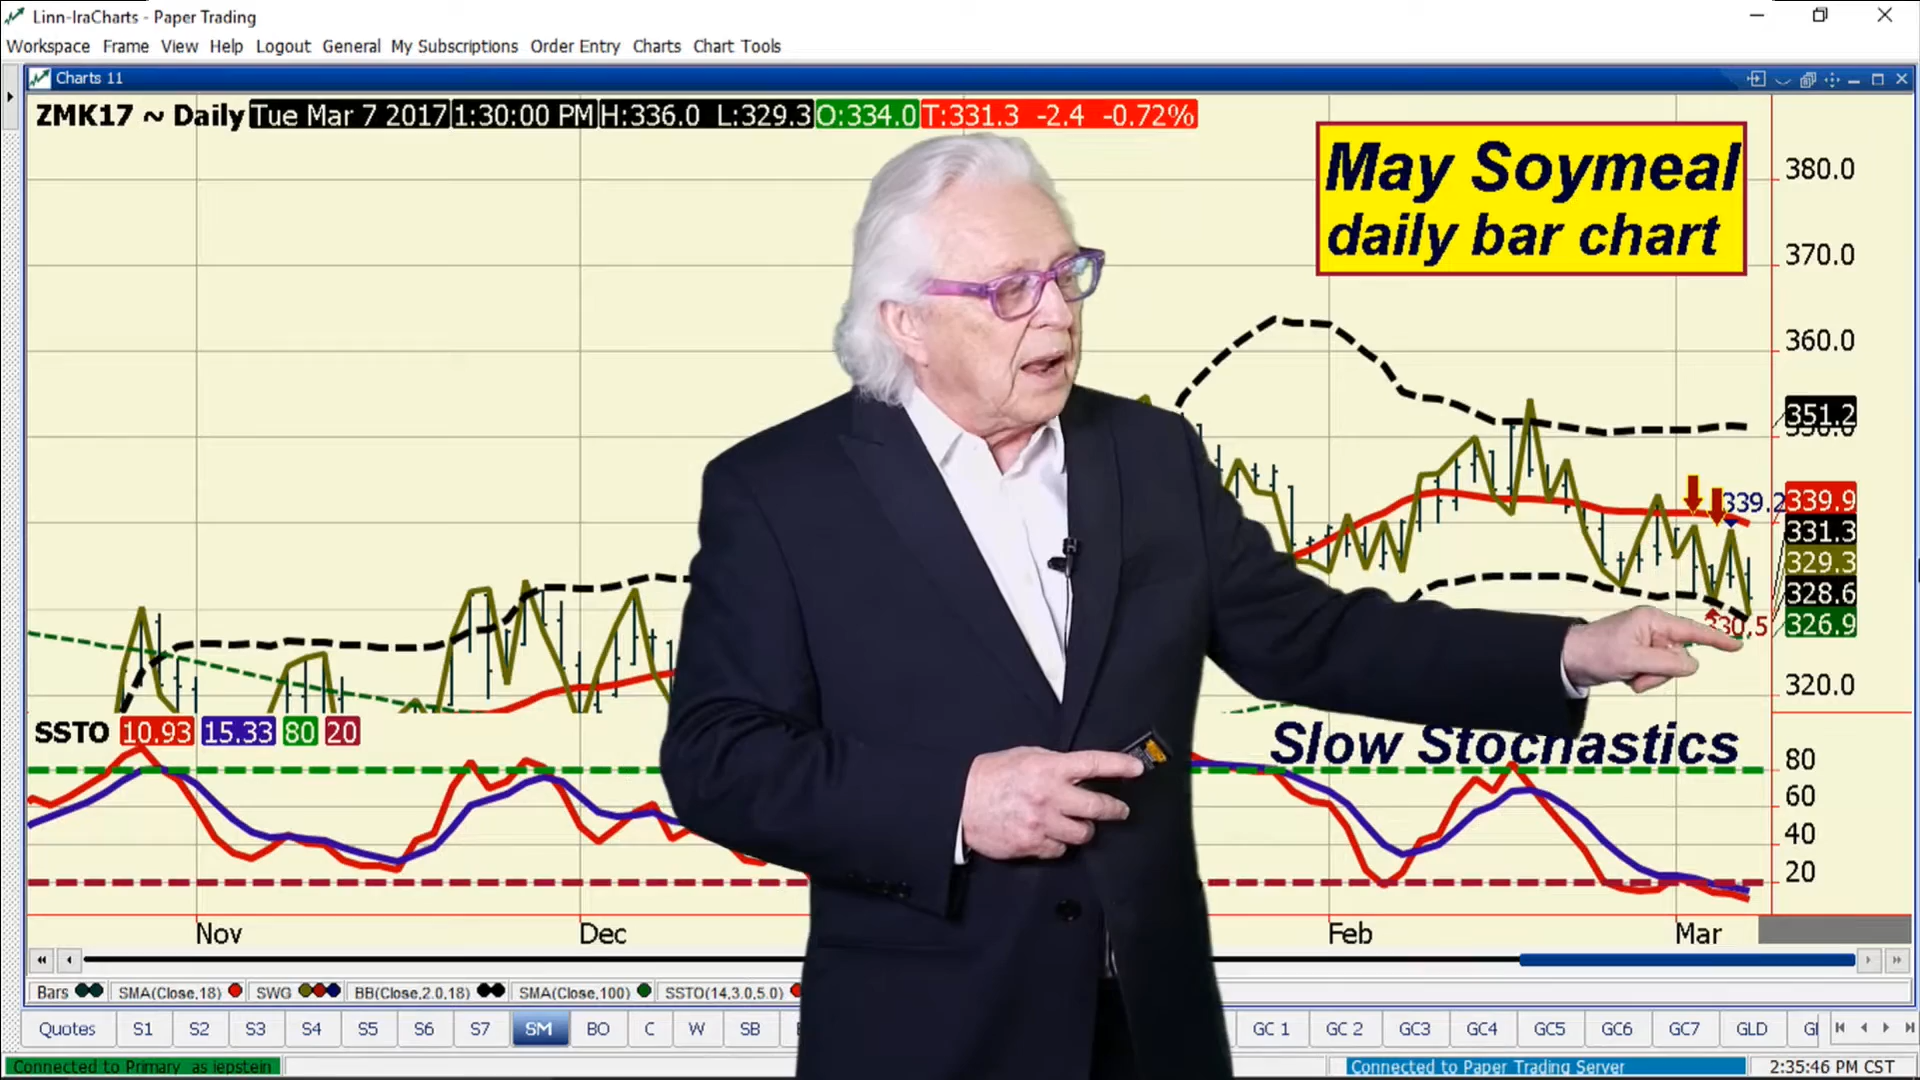 Linn-IraCharts - Paper Trading
Workspace Frame View Help Logout General My Subscriptions Order Entry Charts Chart Tools
Charts 11
ZMK17 ~ Daily Tue Mar 7 2017 1:30:00 PM H:336.0 L:329.3 O:334.0 T:331.3 -2.4 -0.72%
May Soymeal
daily bar chart
380.0
370.0
360.0
351.2
339.2 339.9
331.3
329.3
328.6
330.5 326.9
320.0
SSTO 10.93 15.33 80 20
Slow Stochastics
80
60
40
20
Nov Dec Feb Mar
Bars SMA(Close,18) SWG BB(Close,2.0,18) SMA(Close,100) SSTO(14,3.0,5.0)
Quotes S1 S2 S3 S4 S5 S6 S7 SM BO C W SB GC 1 GC 2 GC3 GC4 GC5 GC6 GC7 GLD
Connected to Primary as iepstein Connected to Paper Trading Server 2:35:46 PM CST